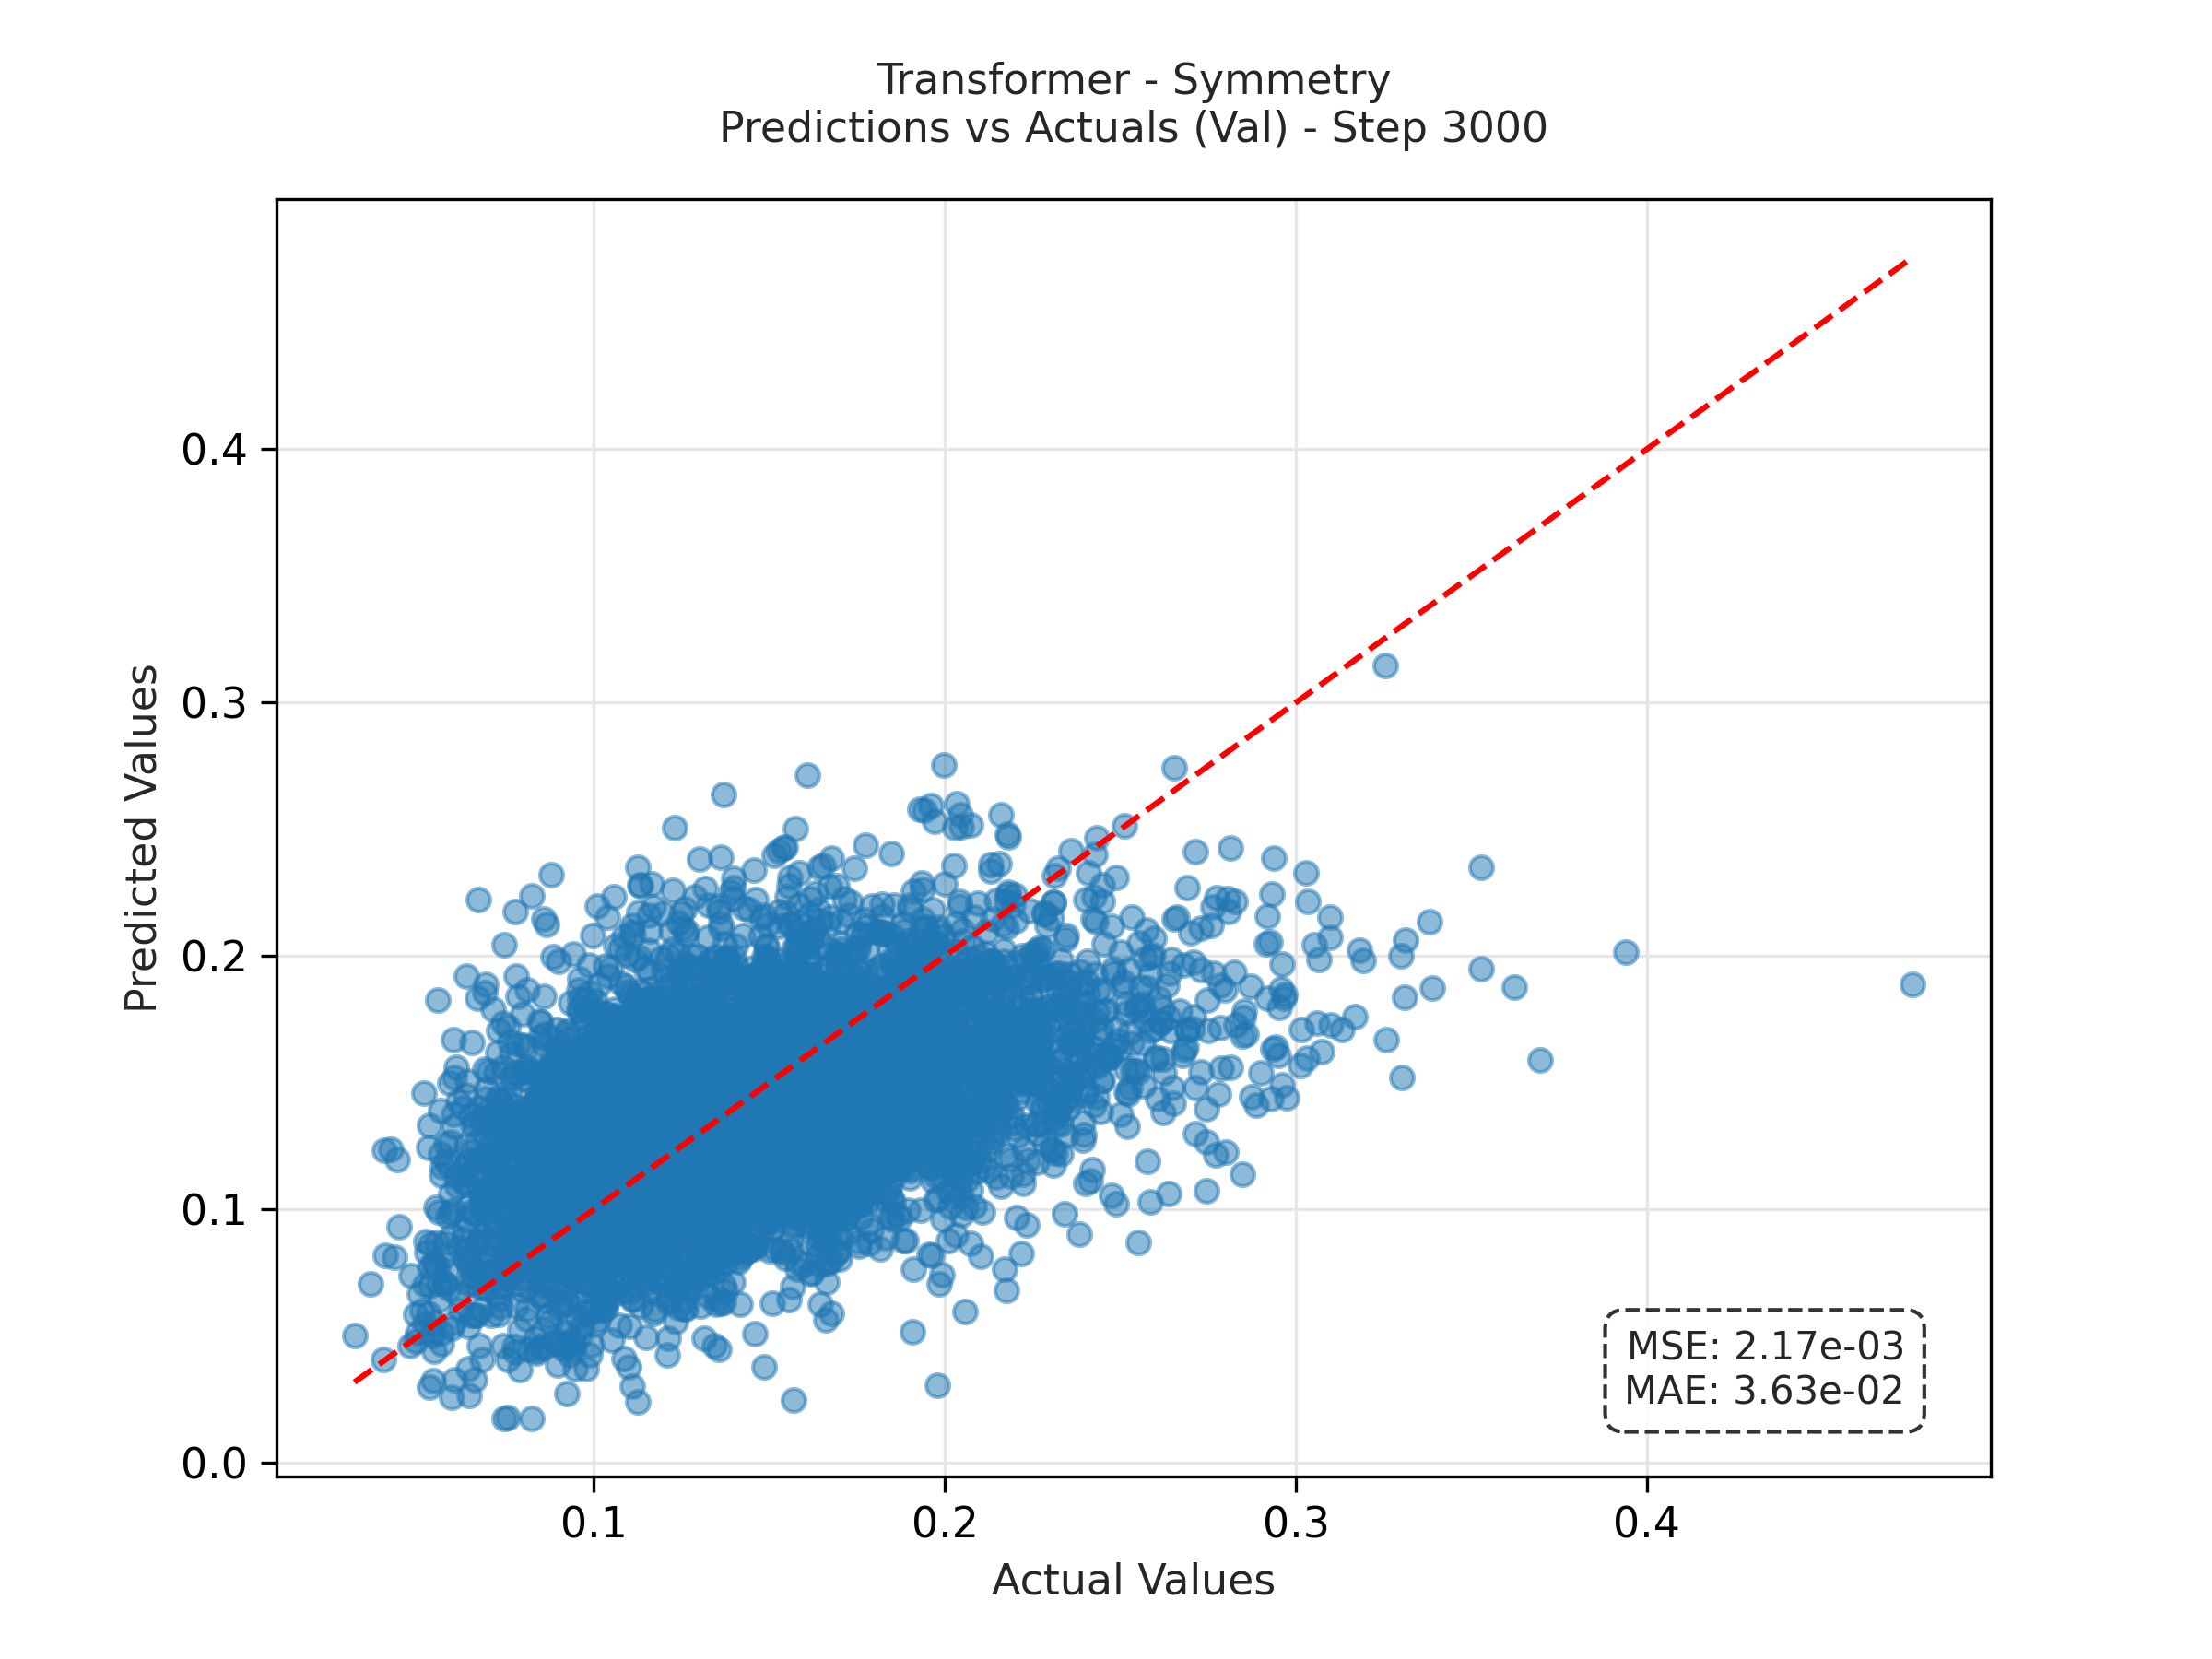 Transformer - Symmetry
Predictions vs Actuals (Val) - Step 3000
Predicted Values
0.4
0.3
0.2
0.1
0.0
MSE: 2.17e-03
MAE: 3.63e-02
0.1
0.2
0.3
0.4
Actual Values